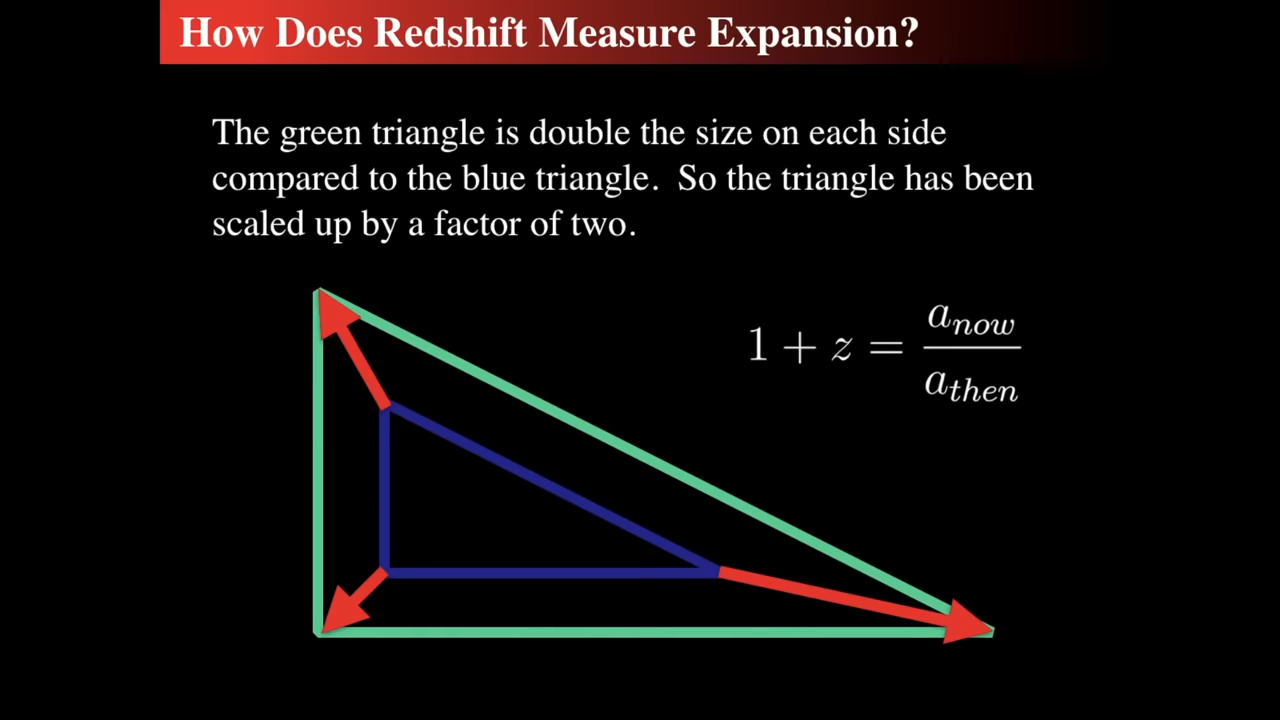 How Does Redshift Measure Expansion?
The green triangle is double the size on each side
compared to the blue triangle.  So the triangle has been
scaled up by a factor of two.
1 + z = a_now / a_then